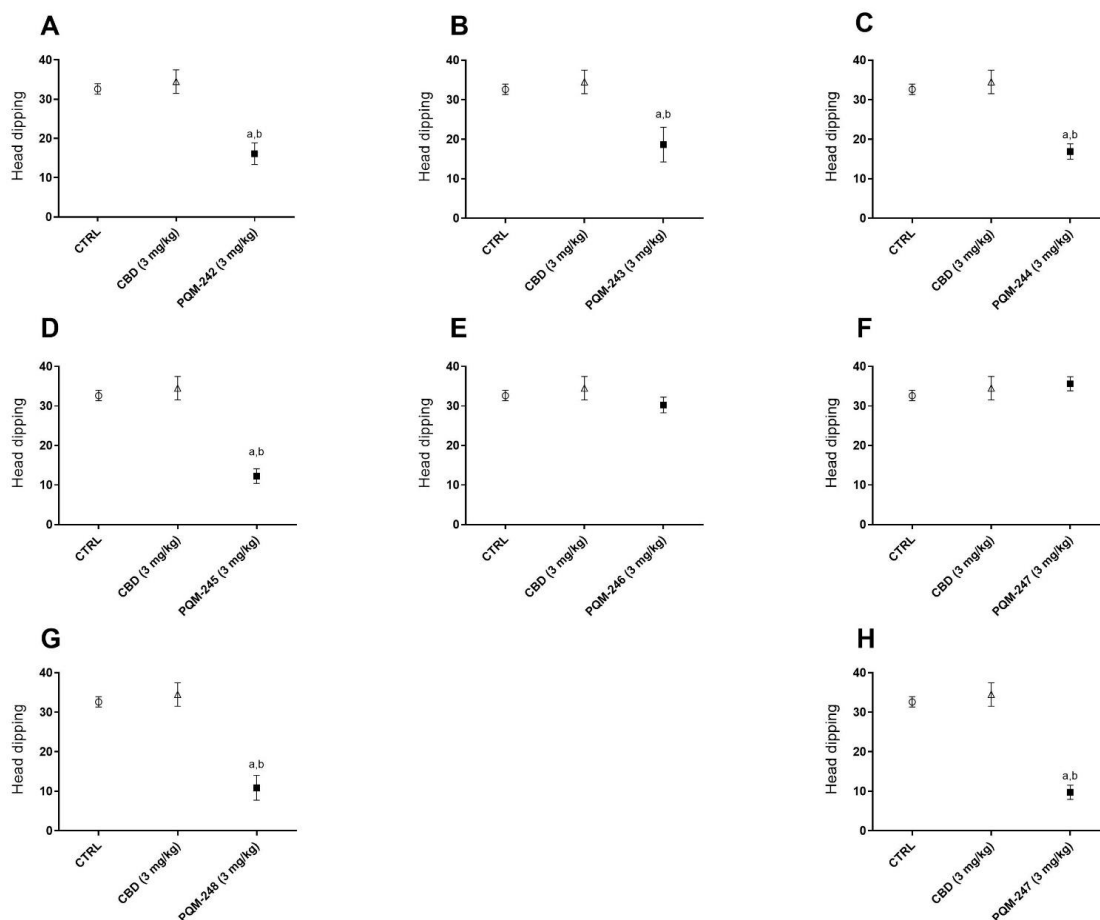 A
Head dipping
40
30
20
10
0
a,b
CTRL
CBD (3 mg/kg)
PQM-242 (3 mg/kg)
B
Head dipping
40
30
20
10
0
a,b
CTRL
CBD (3 mg/kg)
PQM-243 (3 mg/kg)
C
Head dipping
40
30
20
10
0
a,b
CTRL
CBD (3 mg/kg)
PQM-244 (3 mg/kg)
D
Head dipping
40
30
20
10
0
a,b
CTRL
CBD (3 mg/kg)
PQM-245 (3 mg/kg)
E
Head dipping
40
30
20
10
0
CTRL
CBD (3 mg/kg)
PQM-246 (3 mg/kg)
F
Head dipping
40
30
20
10
0
CTRL
CBD (3 mg/kg)
PQM-247 (3 mg/kg)
G
Head dipping
40
30
20
10
0
a,b
CTRL
CBD (3 mg/kg)
PQM-248 (3 mg/kg)
H
Head dipping
40
30
20
10
0
a,b
CTRL
CBD (3 mg/kg)
PQM-247 (3 mg/kg)